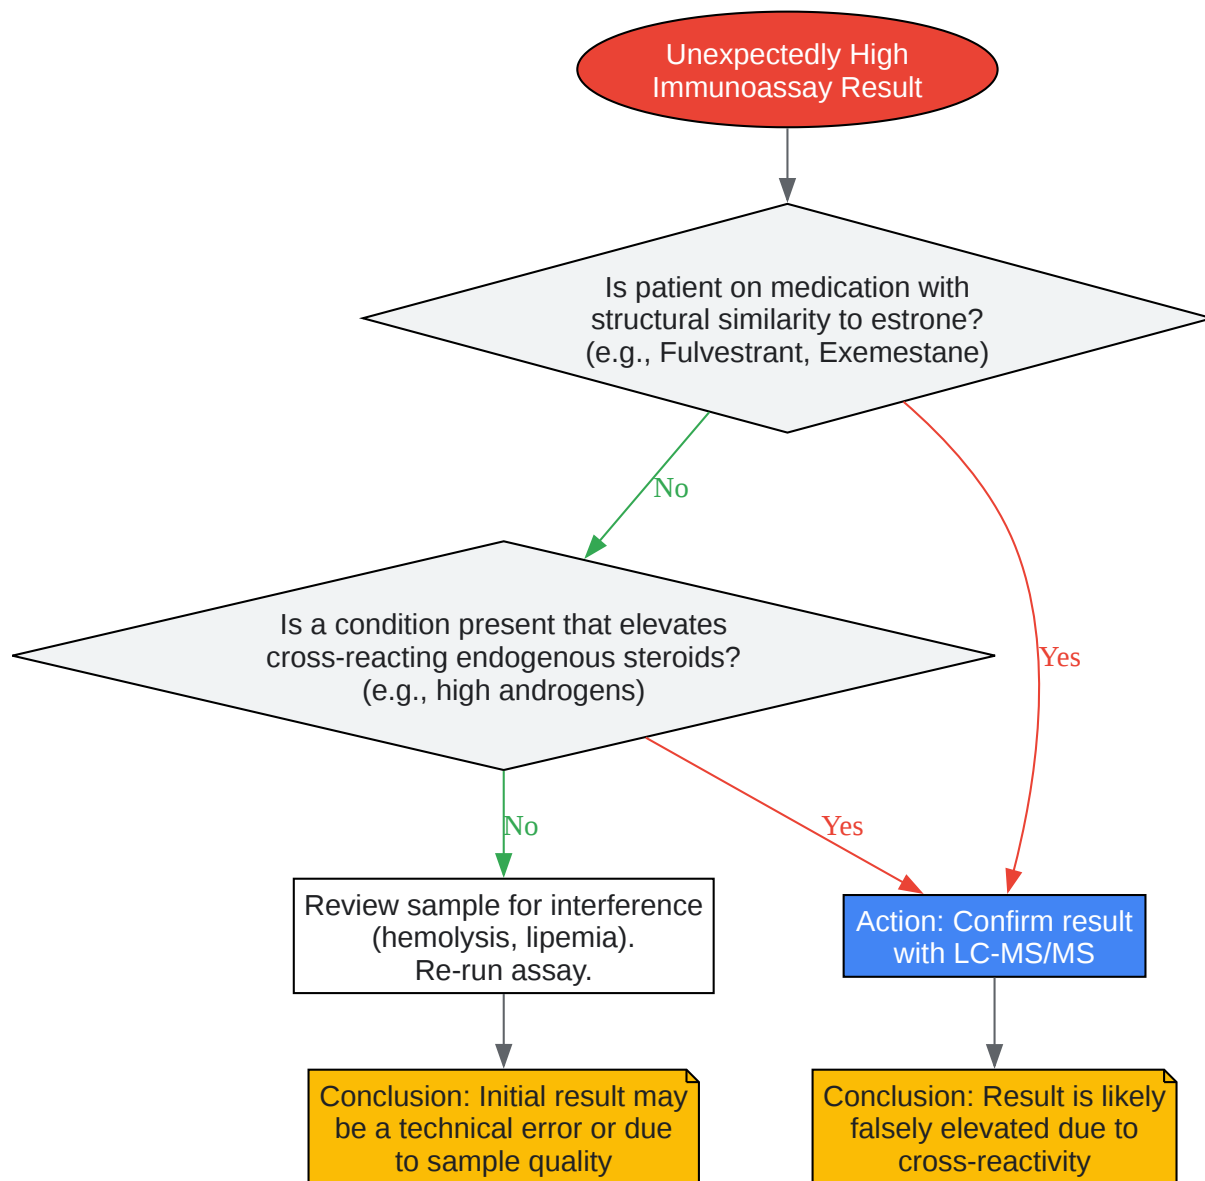 Unexpectedly High
Immunoassay Result
Is patient on medication with
structural similarity to estrone?
(e.g., Fulvestrant, Exemestane)
No
Is a condition present that elevates
cross-reacting endogenous steroids?
(e.g., high androgens)
Yes
No
Yes
Review sample for interference
(hemolysis, lipemia).
Re-run assay.
Action: Confirm result
with LC-MS/MS
Conclusion: Initial result may
be a technical error or due
to sample quality
Conclusion: Result is likely
falsely elevated due to
cross-reactivity